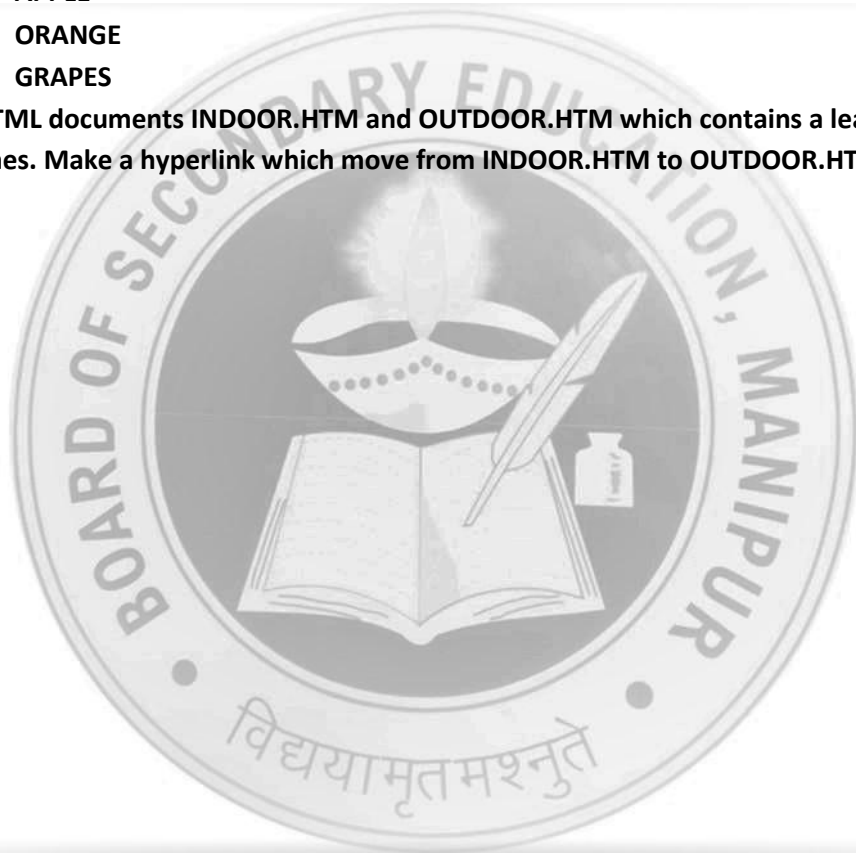 ORANGE
GRAPES
TML documents INDOOR.HTM and OUTDOOR.HTM which contains a lea
nes. Make a hyperlink which move from INDOOR.HTM to OUTDOOR.HT
BOARD OF SECONDARY EDUCATION, MANIPUR
विद्ययामृतमश्नुते